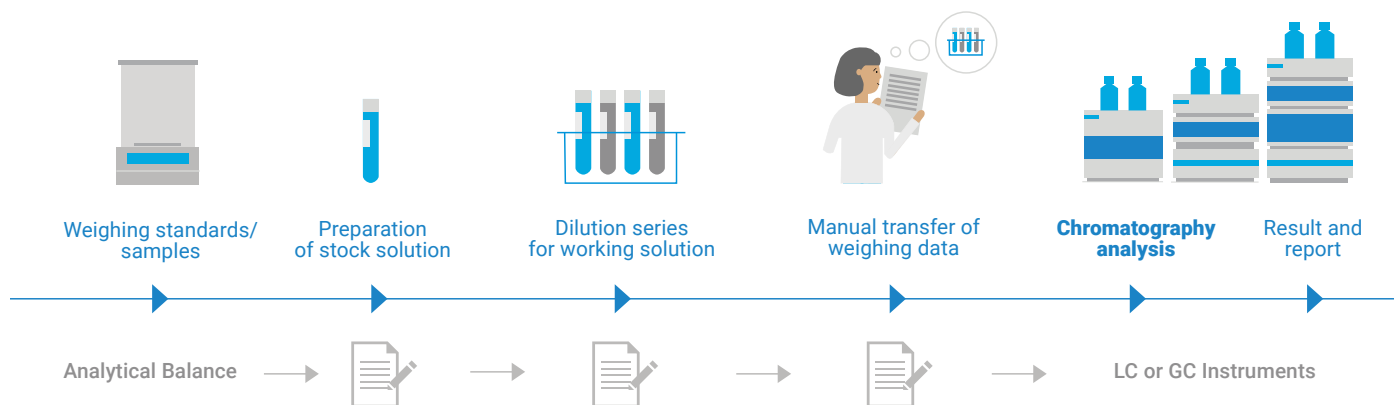 Weighing standards/
samples
Preparation
of stock solution
Dilution series
for working solution
Manual transfer of
weighing data
Chromatography
analysis
Result and
report
Analytical Balance
LC or GC Instruments